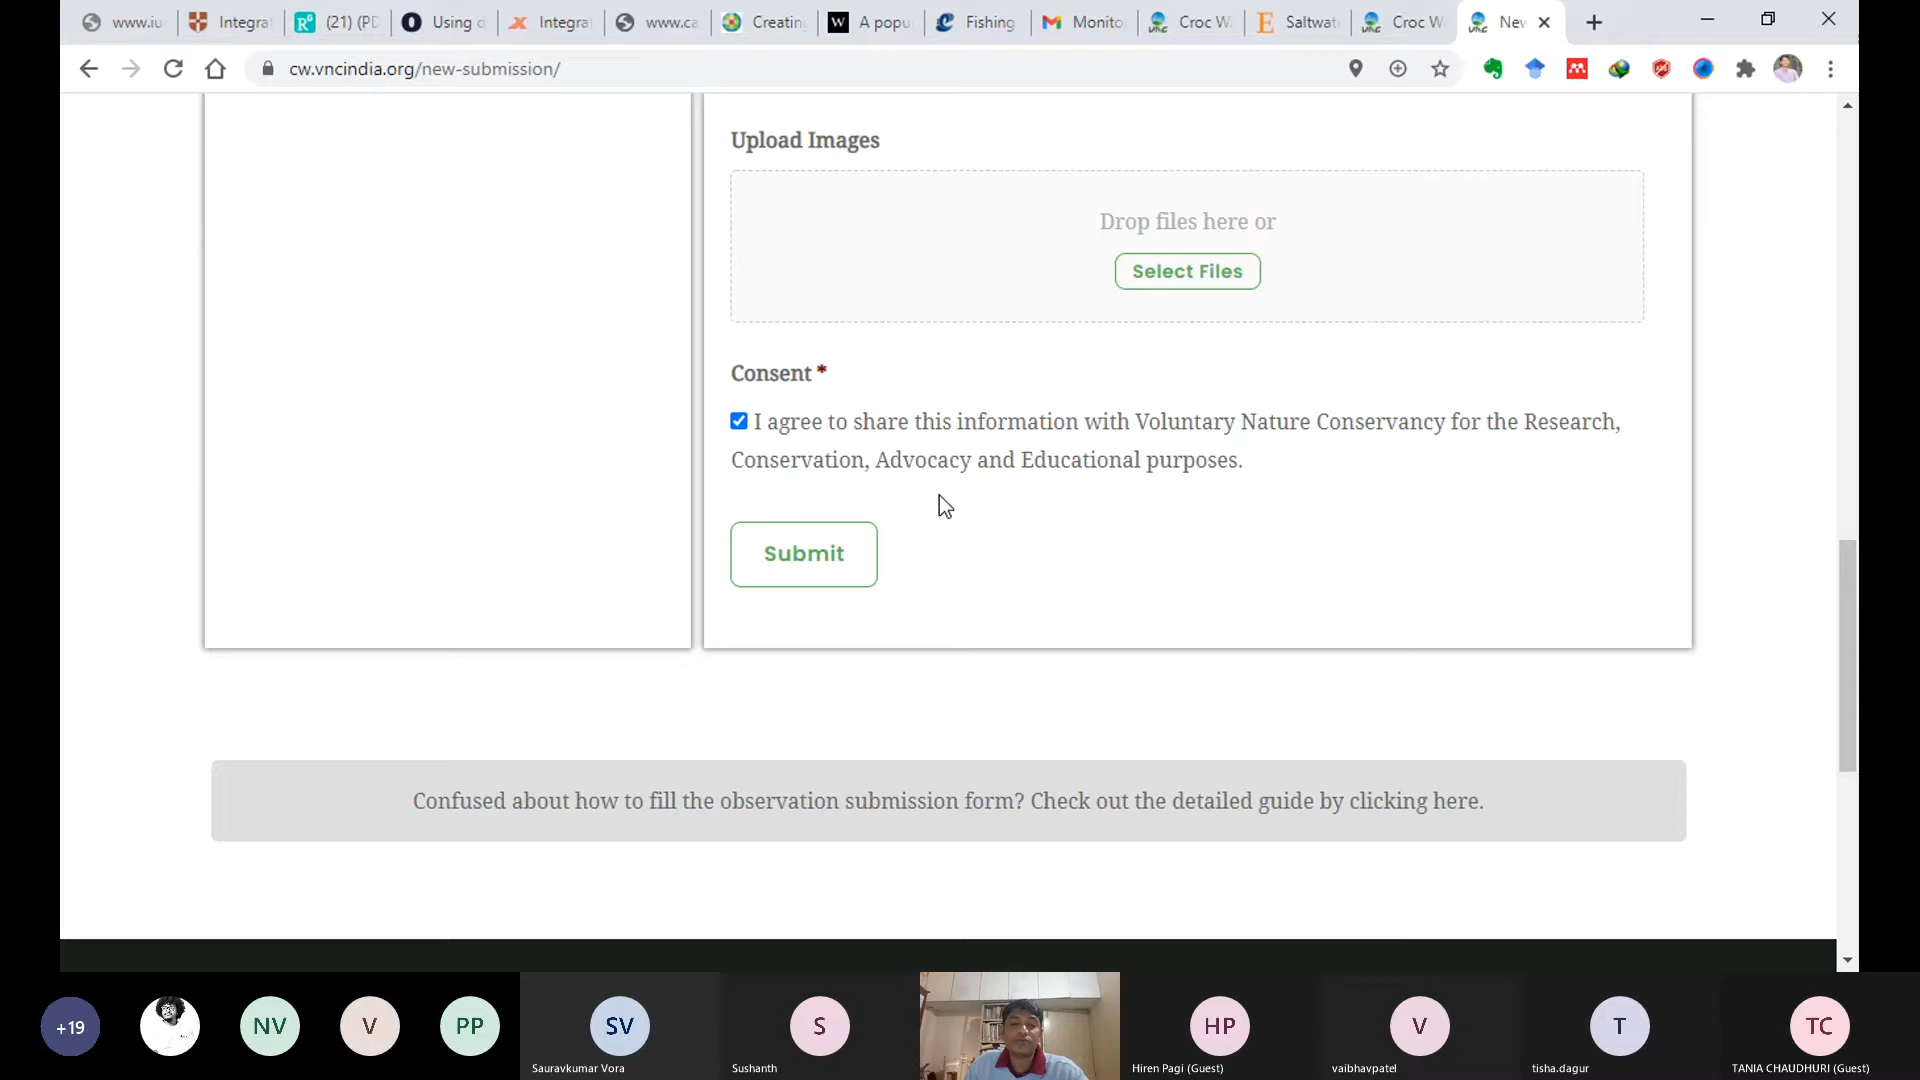 www.iu
Integra
(21) (PD
Using d
Integra
www.ca
Creatin
W
A popu
Fishing
Monito
Croc W
E
Saltwat
Croc W
New
cw.vncindia.org/new-submission/
Upload Images
Drop files here or
Select Files
Consent *
I agree to share this information with Voluntary Nature Conservancy for the Research,
Conservation, Advocacy and Educational purposes.
Submit
Confused about how to fill the observation submission form? Check out the detailed guide by clicking here.
+19
NV
V
PP
SV
S
HP
V
T
TC
Sauravkumar Vora
Sushanth
Hiren Pagi (Guest)
vaibhavpatel
tisha.dagur
TANIA CHAUDHURI (Guest)